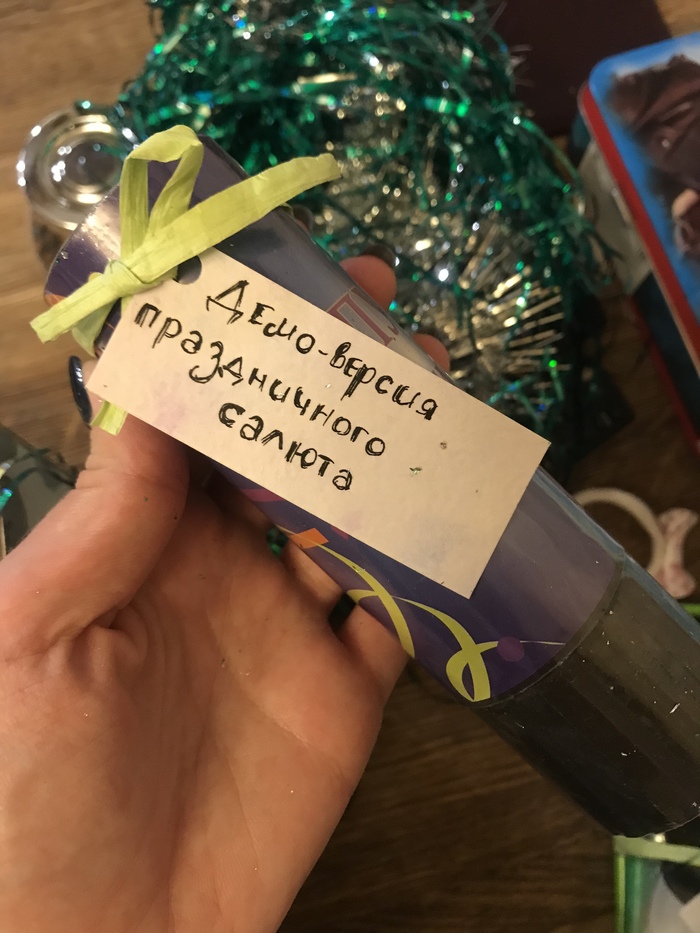 Демо-версия
праздничного
салюта